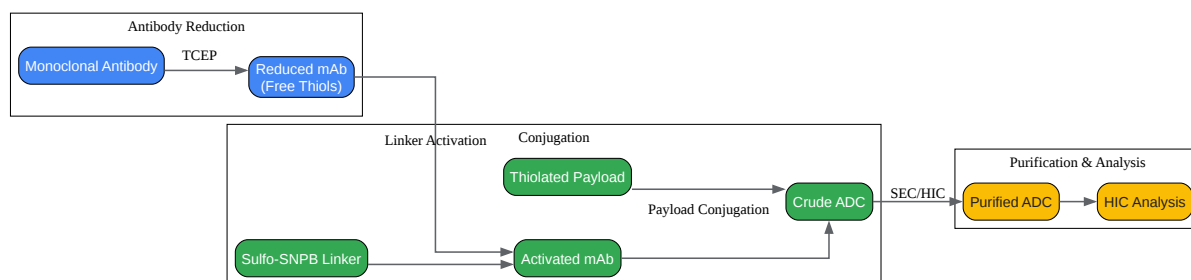 Antibody Reduction
Monoclonal Antibody
TCEP
Reduced mAb
(Free Thiols)
Linker Activation
Conjugation
Thiolated Payload
Payload Conjugation
Crude ADC
Sulfo-SNPB Linker
Activated mAb
SEC/HIC
Purification & Analysis
Purified ADC
HIC Analysis